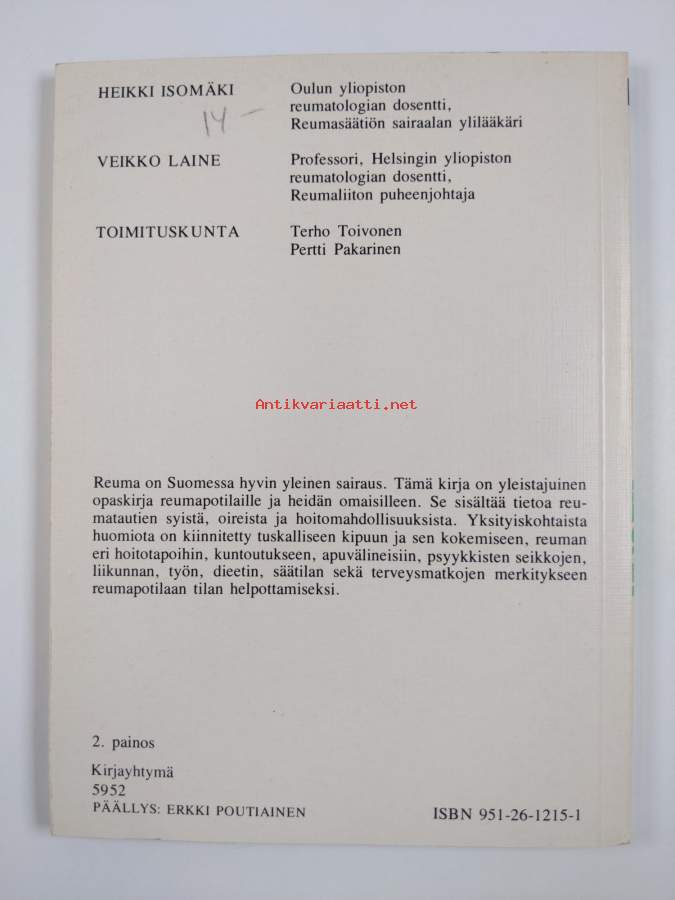 HEIKKI ISOMÄKI Oulun yliopiston
reumatologian dosentti,
14 –
Reumasäätiön sairaalan ylilääkäri
VEIKKO LAINE Professori, Helsingin yliopiston
reumatologian dosentti,
Reumaliiton puheenjohtaja
TOIMITUSKUNTA Terho Toivonen
Pertti Pakarinen
Antikvariaatti.net
Reuma on Suomessa hyvin yleinen sairaus. Tämä kirja on yleistajuinen
opaskirja reumapotilaille ja heidän omaisilleen. Se sisältää tietoa reu-
matautien syistä, oireista ja hoitomahdollisuuksista. Yksityiskohtaista
huomiota on kiinnitetty tuskalliseen kipuun ja sen kokemiseen, reuman
eri hoitotapoihin, kuntoutukseen, apuvälineisiin, psyykkisten seikkojen,
liikunnan, työn, dieetin, säätilan sekä terveysmatkojen merkitykseen
reumapotilaan tilan helpottamiseksi.
2. painos
Kirjayhtymä
5952
PÄÄLLYS: ERKKI POUTIAINEN ISBN 951-26-1215-1